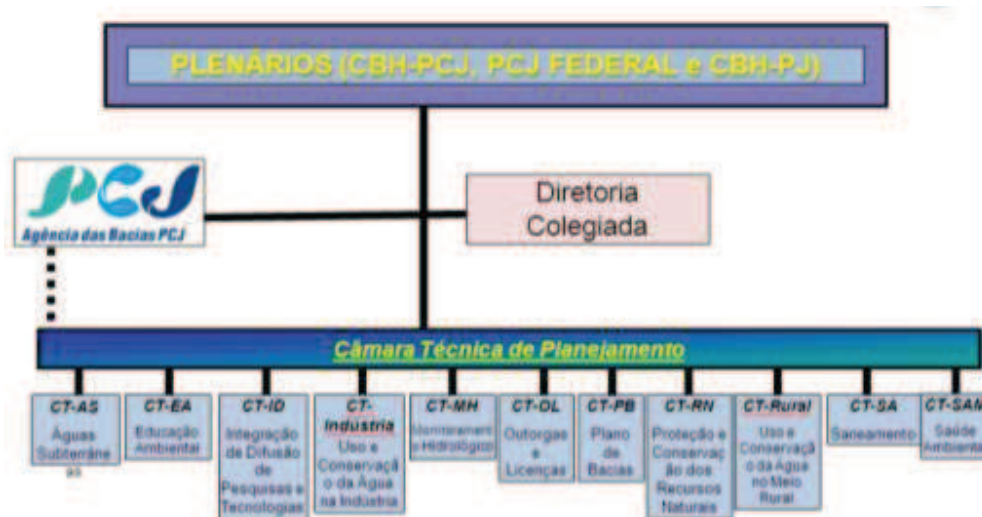 PLENÁRIOS (CBH-PCJ, PCJ FEDERAL e CBH-PJ)
PCJ
Agência das Bacias PCJ
Diretoria
Colegiada
Câmara Técnica de Planejamento
CT-AS
Águas
Subterrâne
as
CT-EA
Educação
Ambiental
CT-ID
Integração
de Difusão
de
Pesquisas e
Tecnologias
CT-
Indústria
Uso e
Conservaçã
o da Água
na Indústria
CT-MH
Monitorament
o Hidrológico
CT-OL
Outorgas
e
Licenças
CT-PB
Plano
de
Bacias
CT-RN
Proteção e
Conservaç
ão dos
Recursos
Naturais
CT-Rural
Uso e
Conservaçã
o da Água
no Meio
Rural
CT-SA
Saneamento
CT-SAM
Saúde
Ambiental